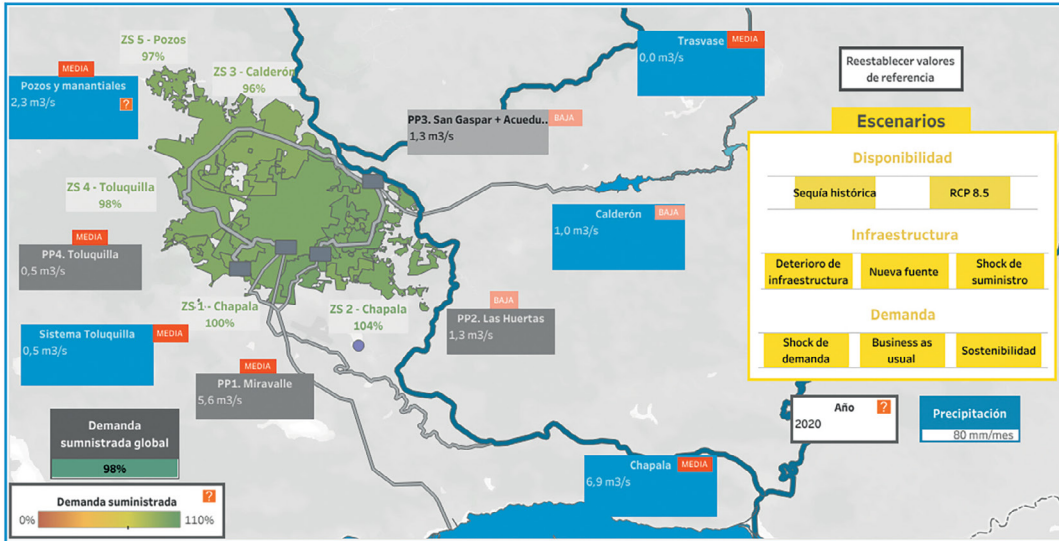 ZS 5 - Pozos
97%
MEDIA
Pozos y manantiales
2,3 m3/s
?
ZS 3 - Calderón
96%
Trasvase
MEDIA
0,0 m3/s
Reestablecer valores
de referencia
PP3. San Gaspar + Acuedu..
BAJA
1,3 m3/s
Escenarios
Disponibilidad
Sequía histórica
RCP 8.5
Infraestructura
Deterioro de
infraestructura
Nueva fuente
Shock de
suministro
Demanda
Shock de
demanda
Business as
usual
Sostenibilidad
ZS 4 - Toluquilla
98%
MEDIA
PP4. Toluquilla
0,5 m3/s
Calderón
BAJA
1,0 m3/s
ZS 1 - Chapala
100%
ZS 2 - Chapala
104%
BAJA
PP2. Las Huertas
1,3 m3/s
Sistema Toluquilla
MEDIA
0,5 m3/s
MEDIA
PP1. Miravalle
5,6 m3/s
Año
?
2020
Precipitación
80 mm/mes
Demanda
sumnistrada global
98%
Chapala
MEDIA
6,9 m3/s
Demanda suministrada
?
0%
110%